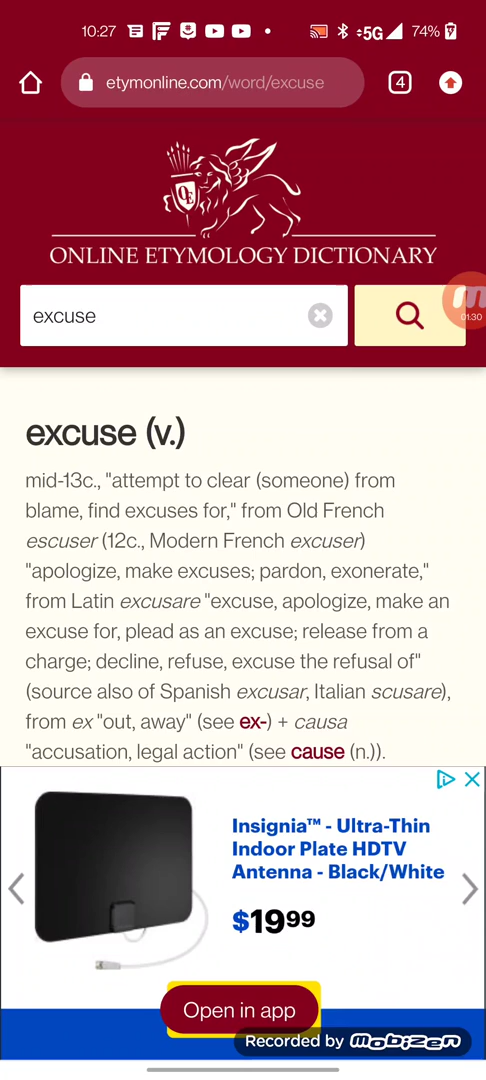 10:27 5G 74%
etymonline.com/word/excuse 4
OE
ONLINE ETYMOLOGY DICTIONARY
excuse
01:30
excuse (v.)
mid-13c., "attempt to clear (someone) from
blame, find excuses for," from Old French
escuser (12c., Modern French excuser)
"apologize, make excuses; pardon, exonerate,"
from Latin excusare "excuse, apologize, make an
excuse for, plead as an excuse; release from a
charge; decline, refuse, excuse the refusal of"
(source also of Spanish excusar, Italian scusare),
from ex "out, away" (see ex-) + causa
"accusation, legal action" (see cause (n.)).
Insignia™ - Ultra-Thin
Indoor Plate HDTV
Antenna - Black/White
$1999
Open in app
Recorded by mobizen